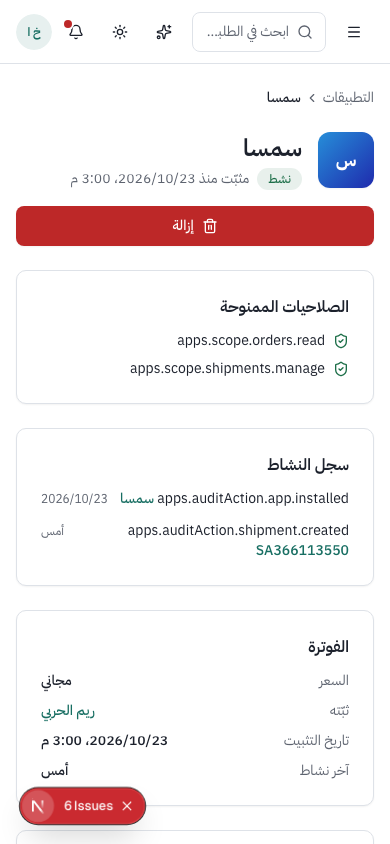 ابحث في الطلبـ...
خ ا
التطبيقات
سمسا
س
سمسا
نشط
مثبّت منذ 2026/10/23، 3:00 م
إزالة
الصلاحيات الممنوحة
apps.scope.orders.read
apps.scope.shipments.manage
سجل النشاط
apps.auditAction.app.installed سمسا 2026/10/23
apps.auditAction.shipment.created أمس
SA366113550
الفوترة
السعر مجاني
ثبّته ريم الحربي
تاريخ التثبيت 2026/10/23، 3:00 م
آخر نشاط أمس
N 6 Issues